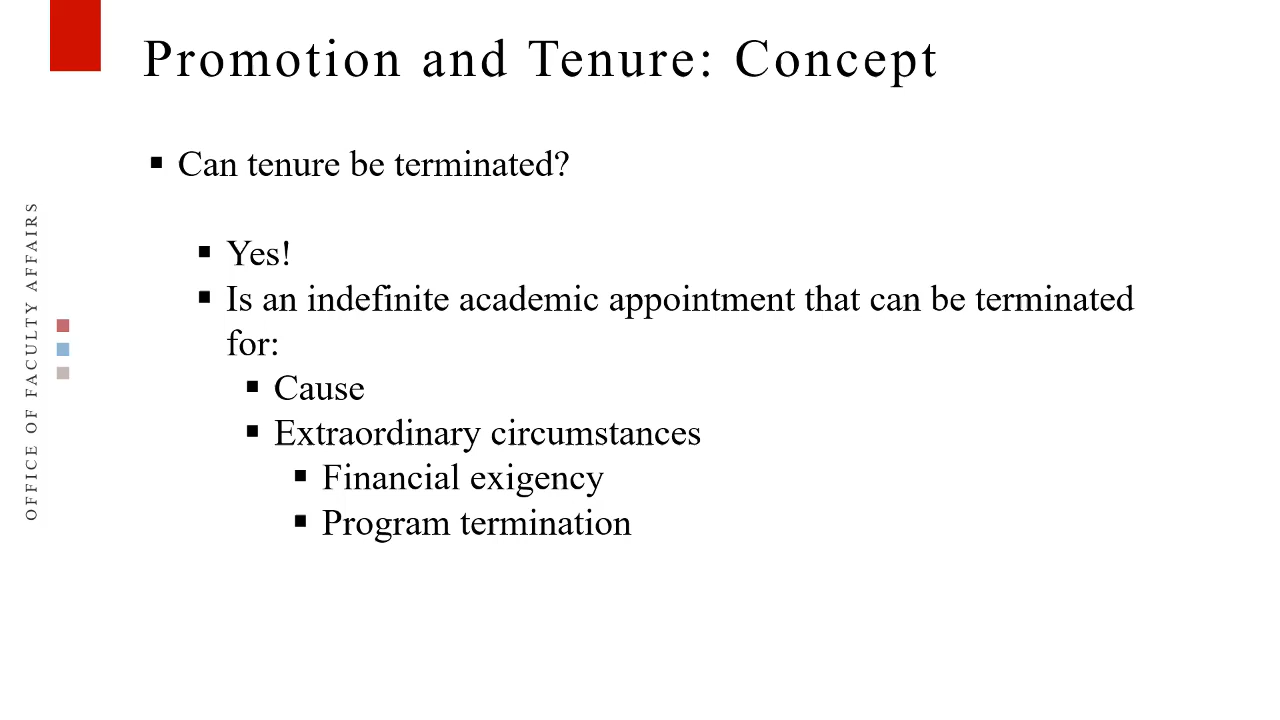 Promotion and Tenure: Concept
▪ Can tenure be terminated?
▪ Yes!
▪ Is an indefinite academic appointment that can be terminated
for:
▪ Cause
▪ Extraordinary circumstances
▪ Financial exigency
▪ Program termination
OFFICE OF FACULTY AFFAIRS